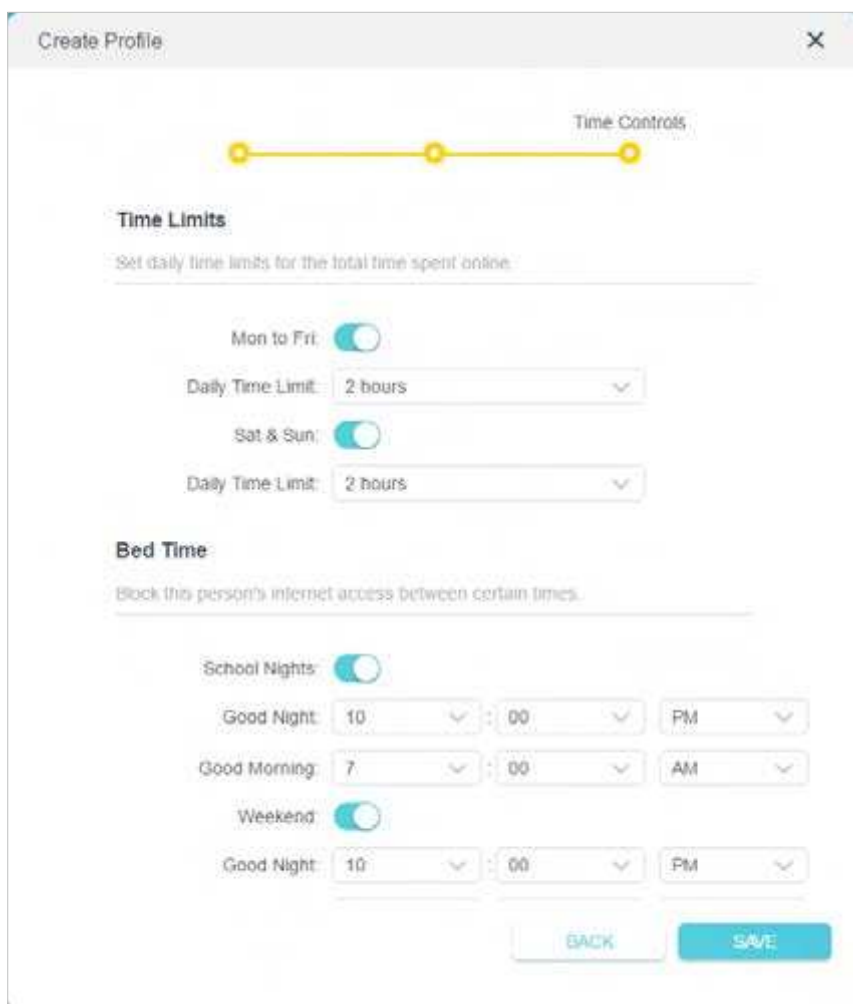 Create Profile
Time Controls
Time Limits
Set daily time limits for the total time spent online.
Mon to Fri:
Daily Time Limit: 2 hours
Sat & Sun:
Daily Time Limit: 2 hours
Bed Time
Block this person's internet access between certain times.
School Nights:
Good Night: 10 : 00 PM
Good Morning: 7 : 00 AM
Weekend:
Good Night: 10 : 00 PM
BACK SAVE